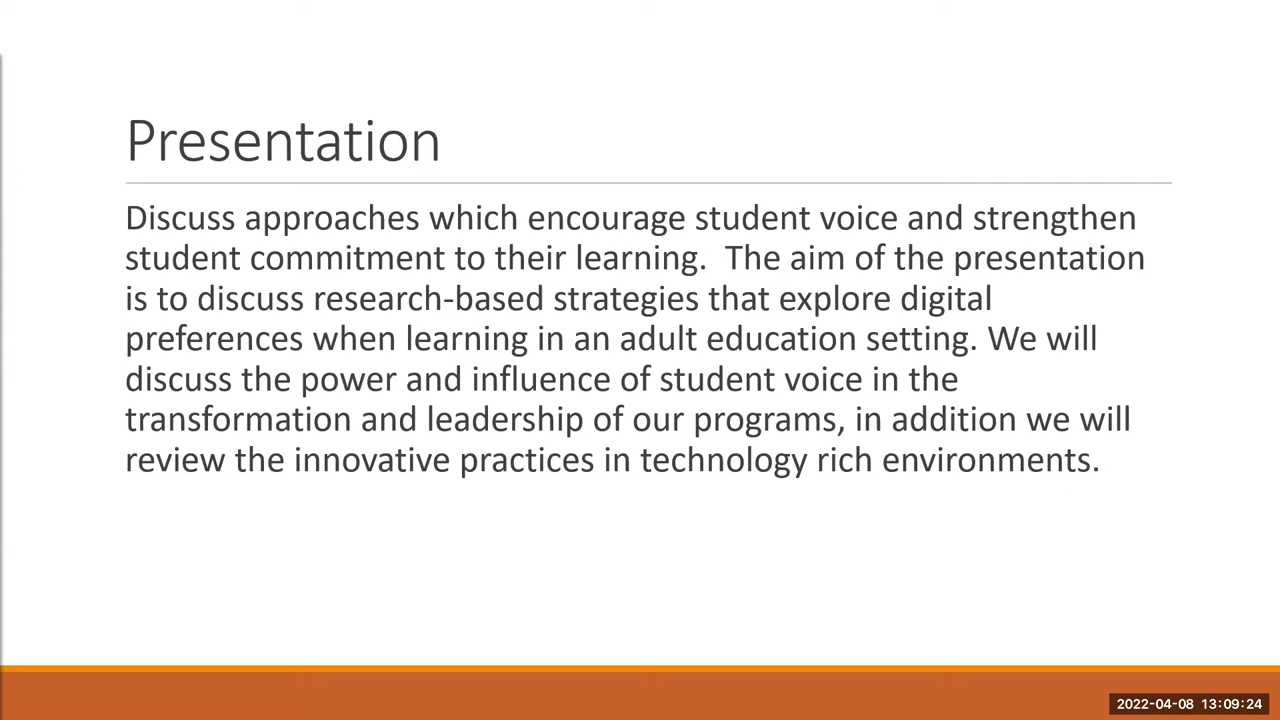 Presentation
Discuss approaches which encourage student voice and strengthen
student commitment to their learning.  The aim of the presentation
is to discuss research-based strategies that explore digital
preferences when learning in an adult education setting. We will
discuss the power and influence of student voice in the
transformation and leadership of our programs, in addition we will
review the innovative practices in technology rich environments.
2022-04-08 13:09:24